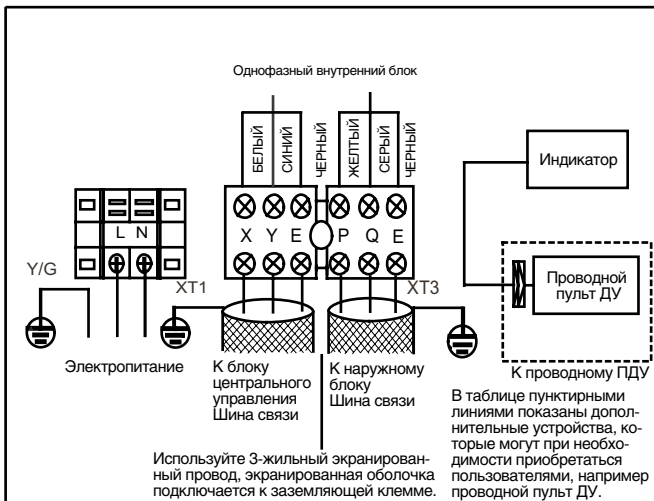 Однофазный внутренний блок
БЕЛЫЙ
СИНИЙ
ЧЕРНЫЙ
ЖЕЛТЫЙ
СЕРЫЙ
ЧЕРНЫЙ
Индикатор
L N
X Y E P Q E
Y/G
XT1
XT3
Проводной
пульт ДУ
Электропитание
К блоку
центрального
управления
Шина связи
К наружному
блоку
Шина связи
К проводному ПДУ
В таблице пунктирными
линиями показаны допол-
нительные устройства, ко-
торые могут при необхо-
димости приобретаться
пользователями, например
проводной пульт ДУ.
Используйте 3-жильный экранирован-
ный провод, экранированная оболочка
подключается к заземляющей клемме.